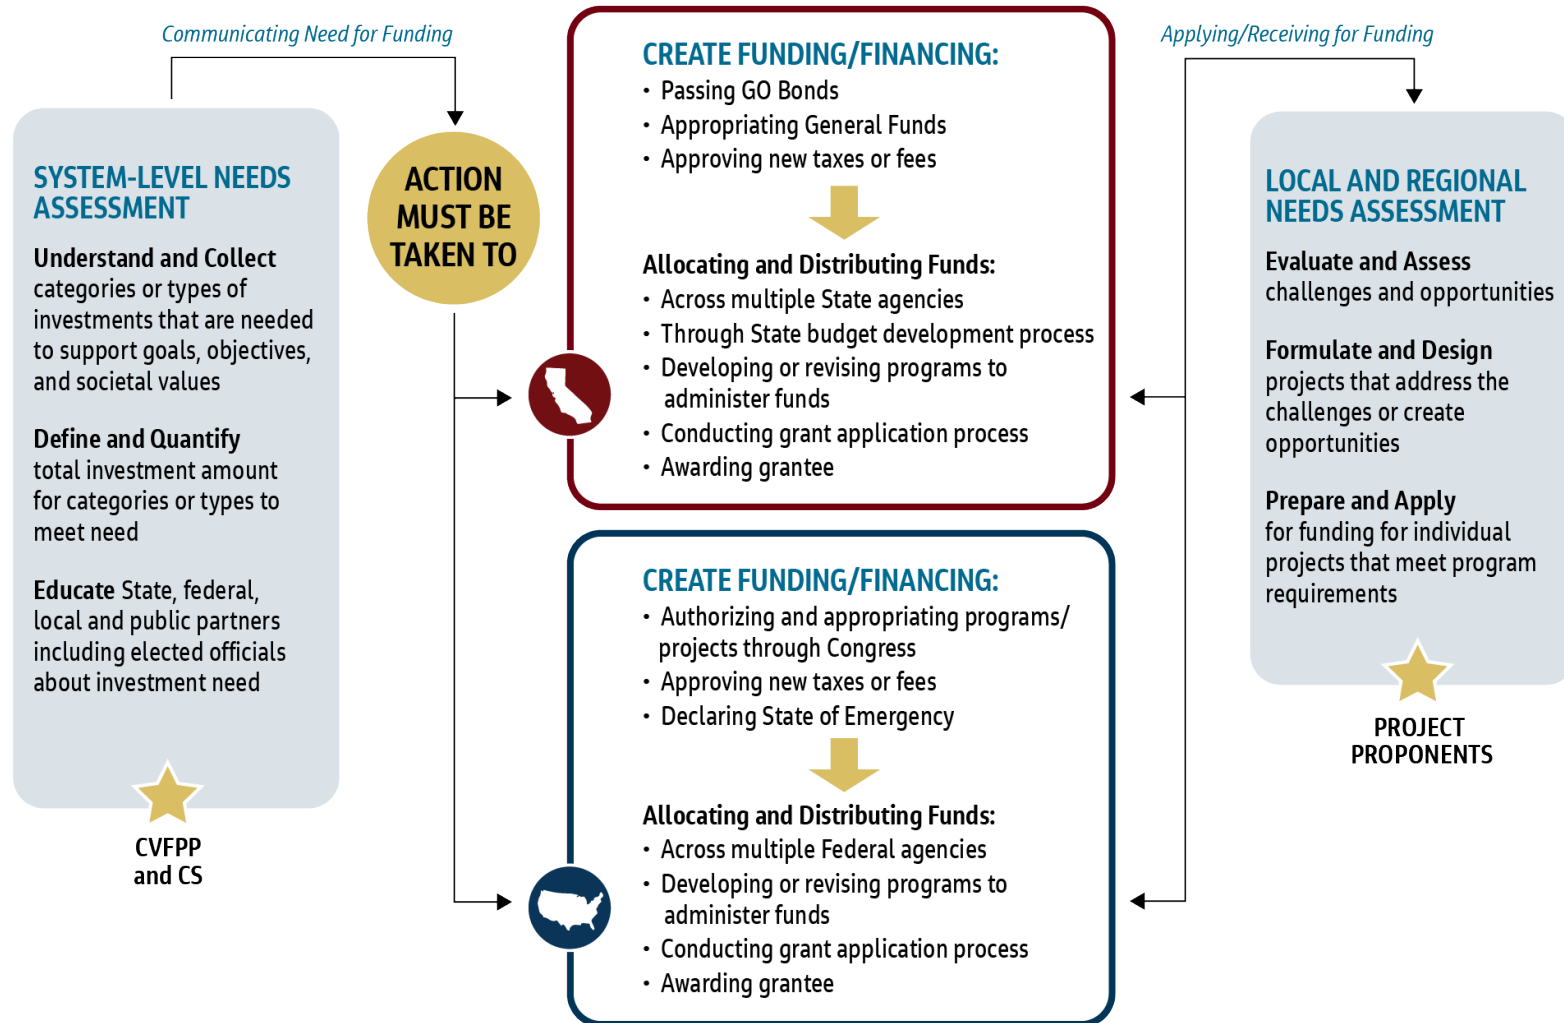 Communicating Need for Funding
SYSTEM-LEVEL NEEDS
ASSESSMENT
Understand and Collect
categories or types of
investments that are needed
to support goals, objectives,
and societal values
Define and Quantify
total investment amount
for categories or types to
meet need
Educate State, federal,
local and public partners
including elected officials
about investment need
CVFPP
and CS
ACTION
MUST BE
TAKEN TO
CREATE FUNDING/FINANCING:
• Passing GO Bonds
• Appropriating General Funds
• Approving new taxes or fees
Allocating and Distributing Funds:
• Across multiple State agencies
• Through State budget development process
• Developing or revising programs to
administer funds
• Conducting grant application process
• Awarding grantee
CREATE FUNDING/FINANCING:
• Authorizing and appropriating programs/
projects through Congress
• Approving new taxes or fees
• Declaring State of Emergency
Allocating and Distributing Funds:
• Across multiple Federal agencies
• Developing or revising programs to
administer funds
• Conducting grant application process
• Awarding grantee
Applying/Receiving for Funding
LOCAL AND REGIONAL
NEEDS ASSESSMENT
Evaluate and Assess
challenges and opportunities
Formulate and Design
projects that address the
challenges or create
opportunities
Prepare and Apply
for funding for individual
projects that meet program
requirements
PROJECT
PROPONENTS